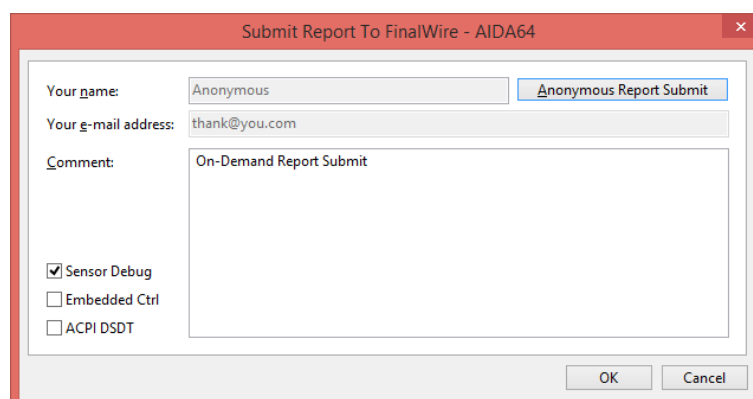 Submit Report To FinalWire - AIDA64
Your name:
Anonymous
Anonymous Report Submit
Your e-mail address:
thank@you.com
Comment:
On-Demand Report Submit
Sensor Debug
Embedded Ctrl
ACPI DSDT
OK
Cancel